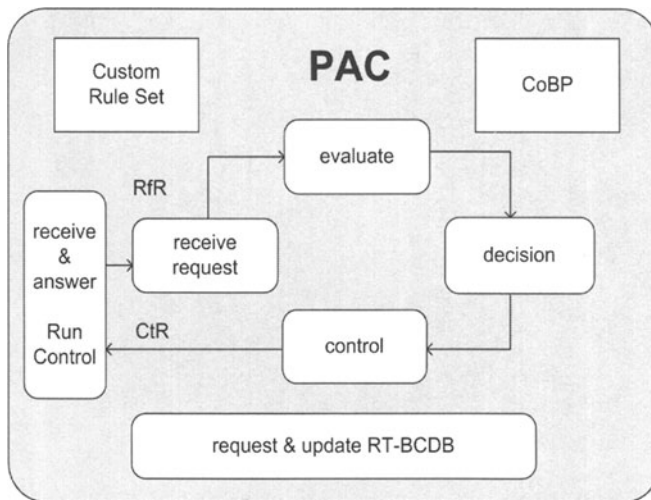 PAC
Custom
Rule Set
CoBP
evaluate
RfR
receive
&
answer
Run
Control
receive
request
decision
CtR
control
request & update RT-BCDB